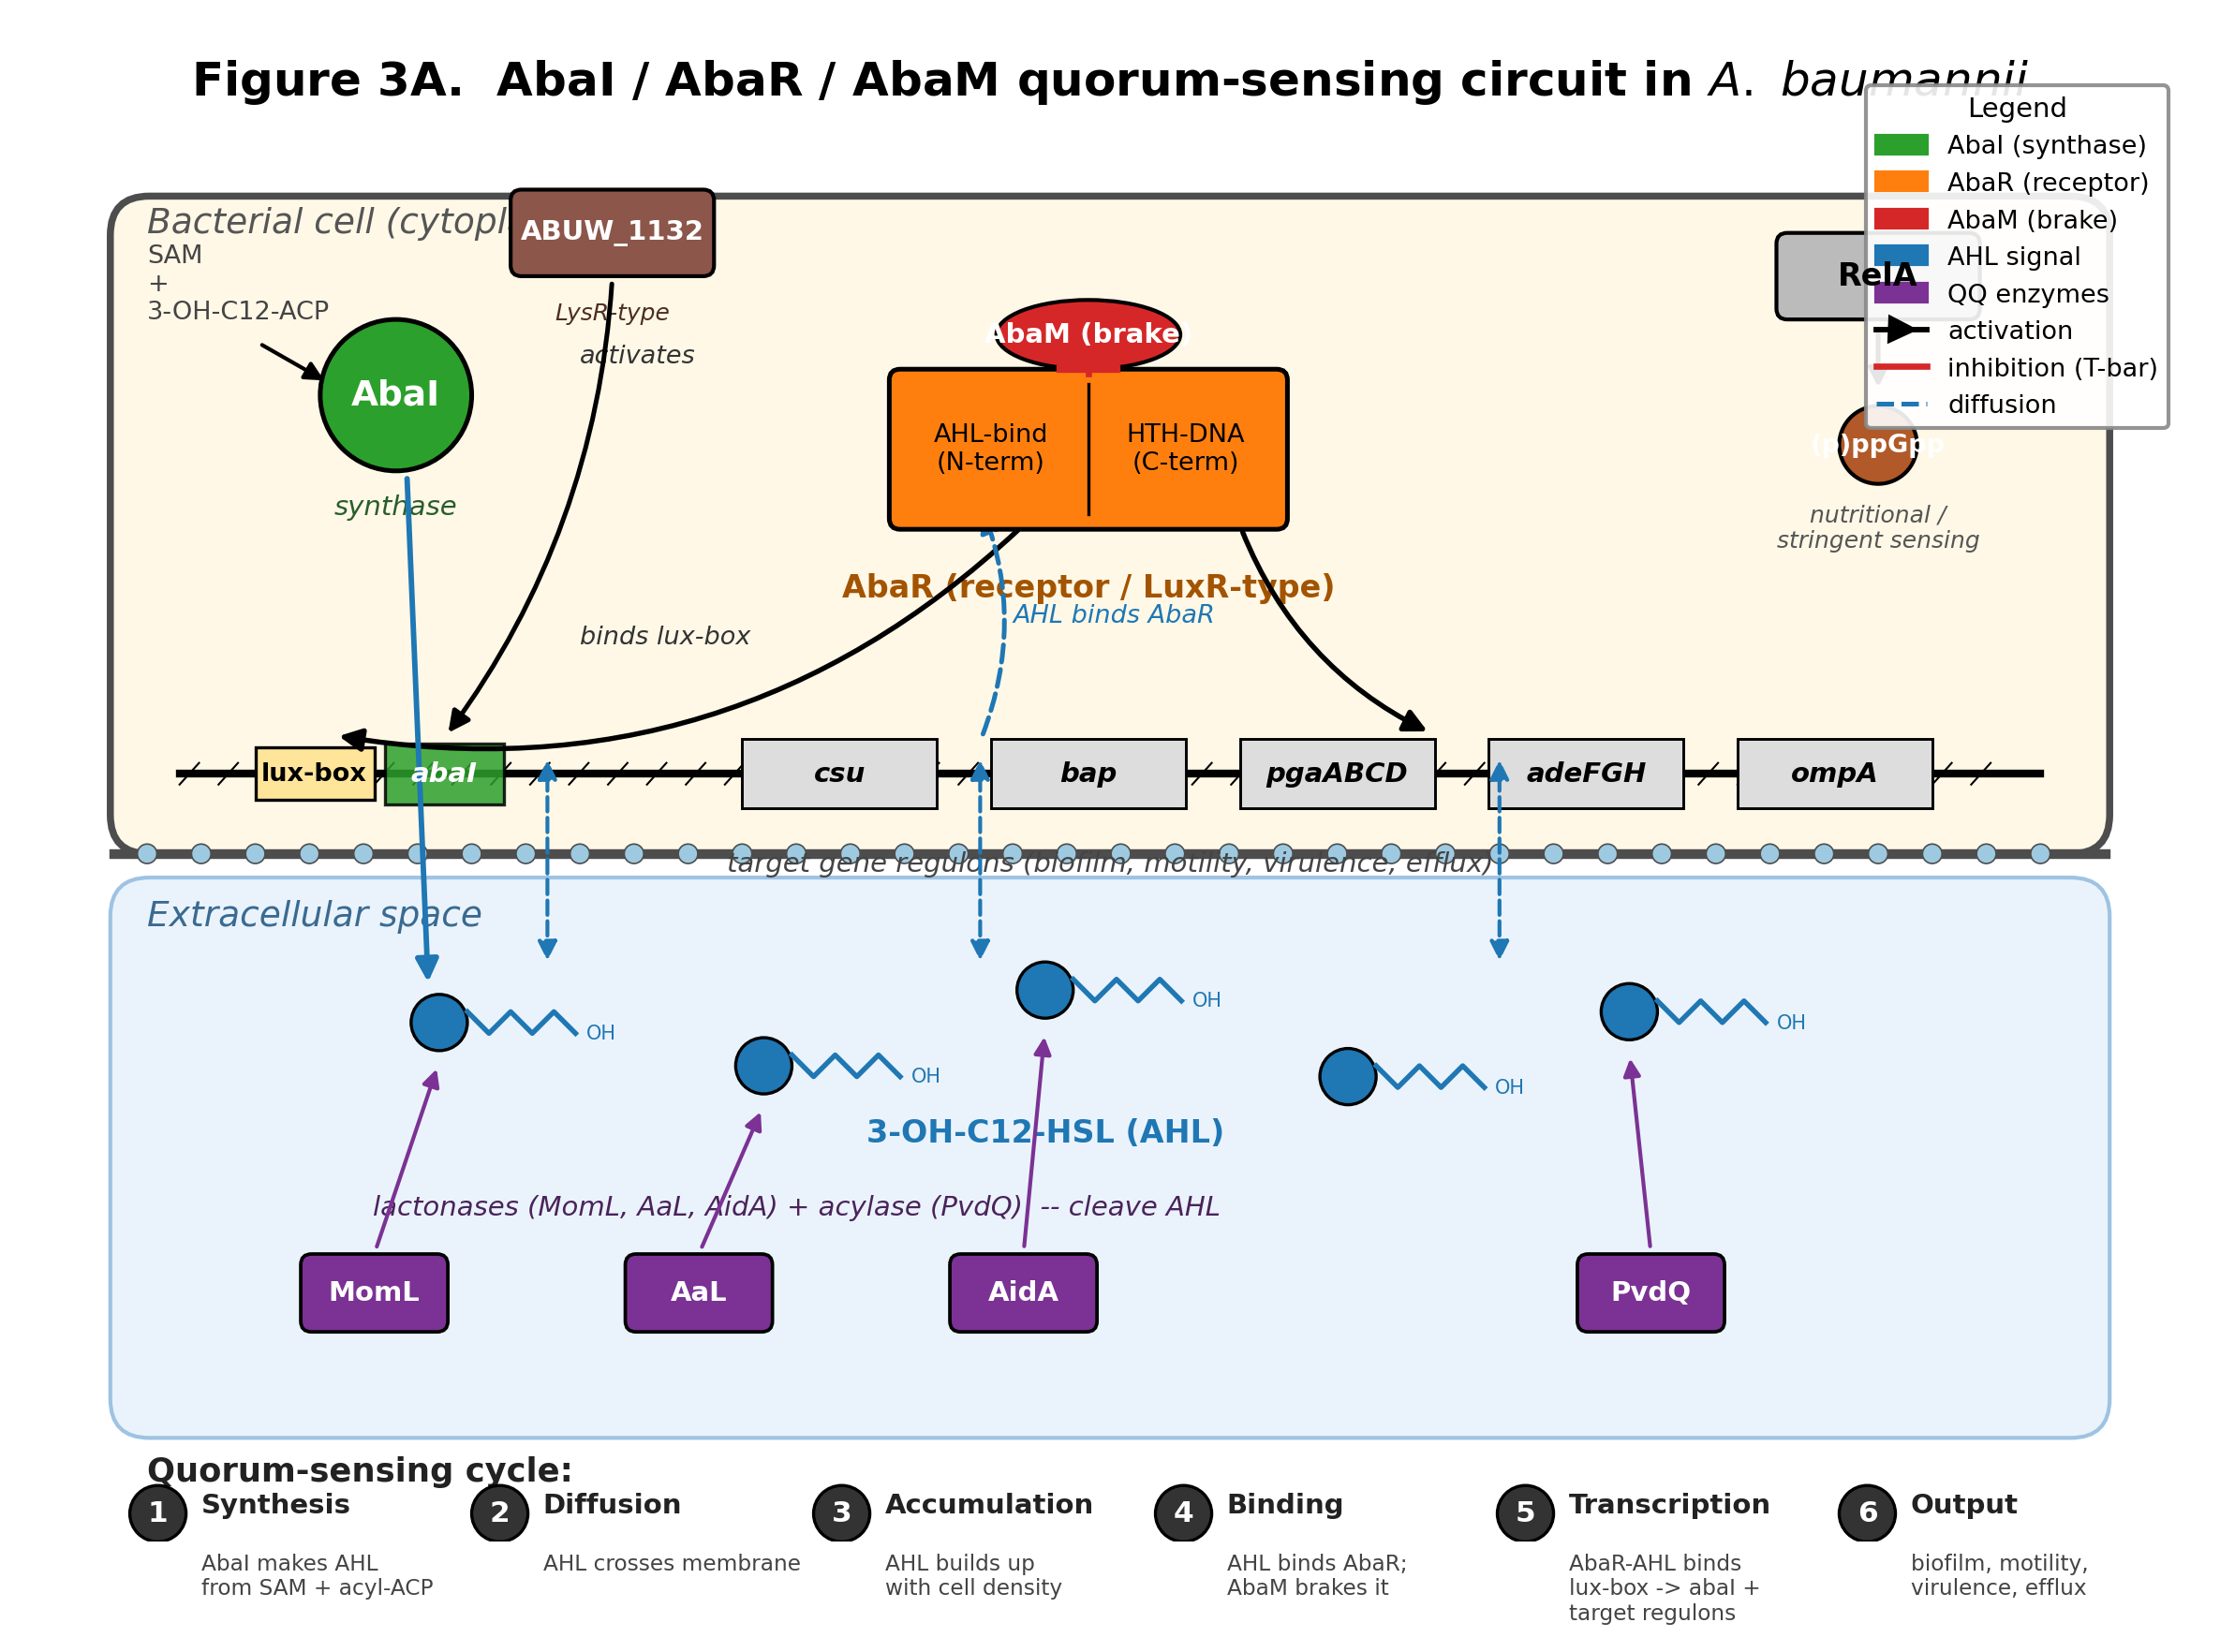 Figure 3A. AbaI / AbaR / AbaM quorum-sensing circuit in A. baumannii
Legend
AbaI (synthase)
AbaR (receptor)
AbaM (brake)
AHL signal
QQ enzymes
activation
inhibition (T-bar)
diffusion
Bacterial cell (cytopl
SAM
+
3-OH-C12-ACP
ABUW_1132
LysR-type
activates
AbaI
synthase
AbaM (brake)
AHL-bind
(N-term)
HTH-DNA
(C-term)
AbaR (receptor / LuxR-type)
AHL binds AbaR
binds lux-box
RelA
(p)ppGpp
nutritional /
stringent sensing
lux-box
abaI
csu
bap
pgaABCD
adeFGH
ompA
target gene regulons (biofilm, motility, virulence, efflux)
Extracellular space
OH
OH
OH
OH
OH
3-OH-C12-HSL (AHL)
lactonases (MomL, AaL, AidA) + acylase (PvdQ) -- cleave AHL
MomL
AaL
AidA
PvdQ
Quorum-sensing cycle:
1 Synthesis
AbaI makes AHL
from SAM + acyl-ACP
2 Diffusion
AHL crosses membrane
3 Accumulation
AHL builds up
with cell density
4 Binding
AHL binds AbaR;
AbaM brakes it
5 Transcription
AbaR-AHL binds
lux-box -> abaI +
target regulons
6 Output
biofilm, motility,
virulence, efflux